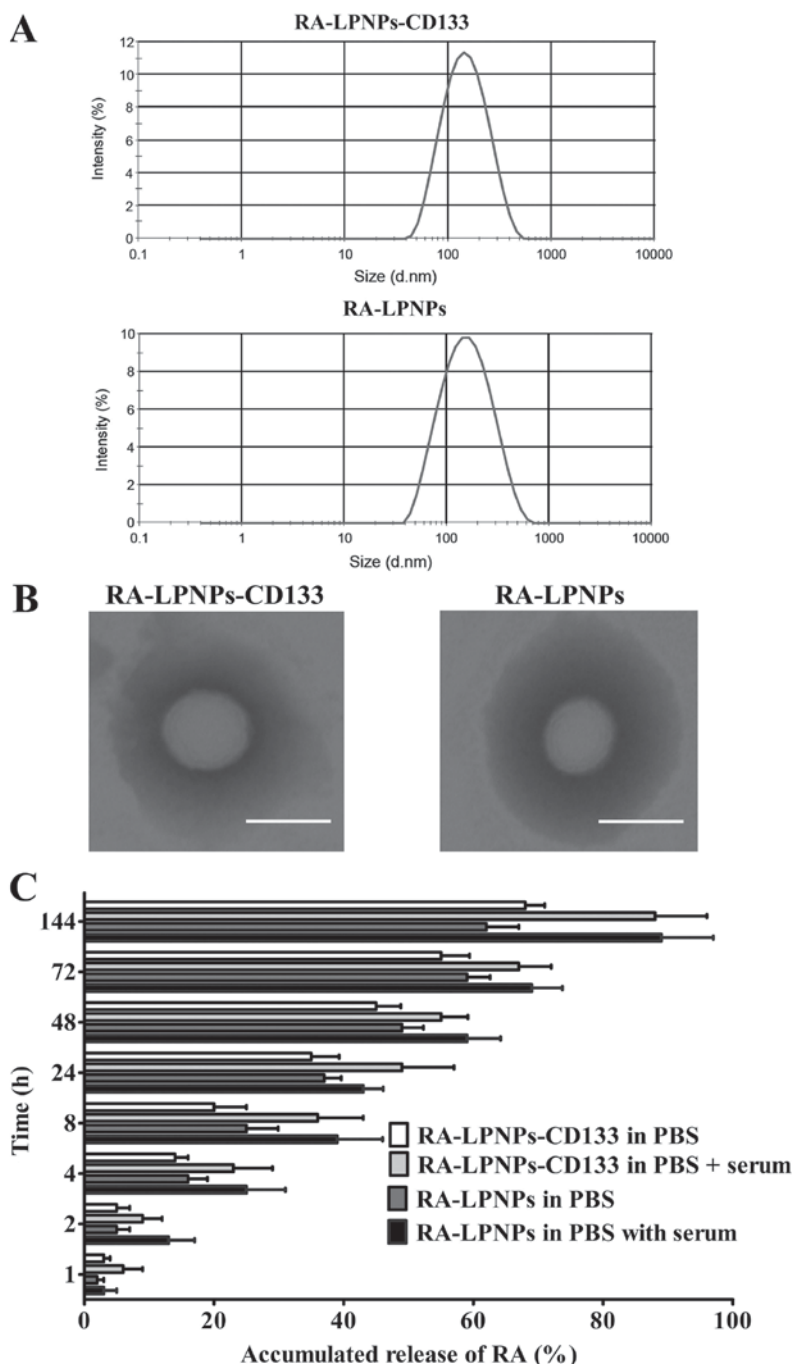 A
RA-LPNPs-CD133
12
10
8
6
4
2
0
Intensity (%)
0.1 1 10 100 1000 10000
Size (d.nm)
RA-LPNPs
10
8
6
4
2
0
Intensity (%)
0.1 1 10 100 1000 10000
Size (d.nm)
B
RA-LPNPs-CD133 RA-LPNPs
C
144
72
48
24
8
4
2
1
Time (h)
RA-LPNPs-CD133 in PBS
RA-LPNPs-CD133 in PBS + serum
RA-LPNPs in PBS
RA-LPNPs in PBS with serum
0 20 40 60 80 100
Accumulated release of RA (%)